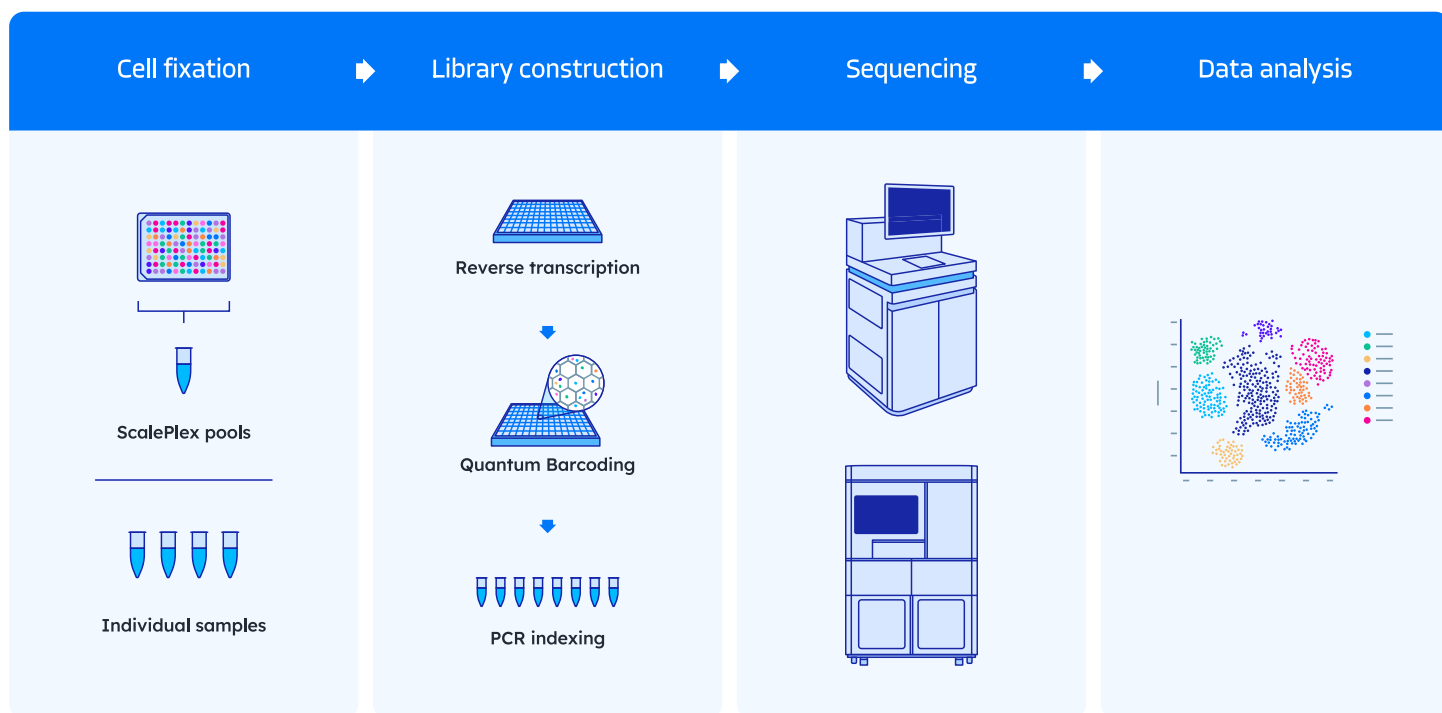 Cell fixation
Library construction
Sequencing
Data analysis
ScalePlex pools
Individual samples
Reverse transcription
Quantum Barcoding
PCR indexing